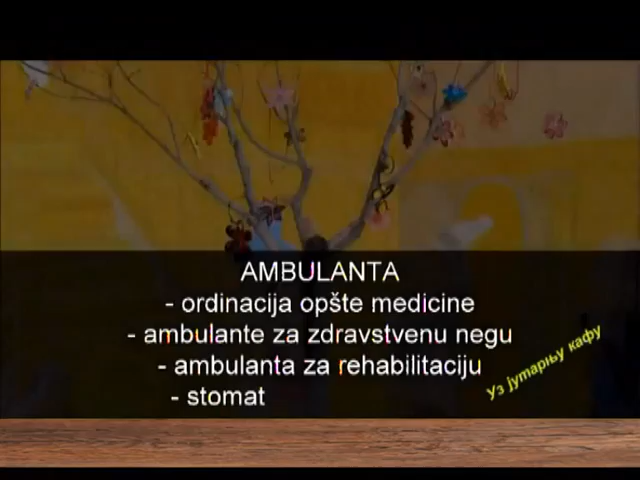 AMBULANTA
- ordinacija opšte medicine
- ambulante za zdravstvenu negu
- ambulanta za rehabilitaciju
- stomat
Уз јутарњу кафу